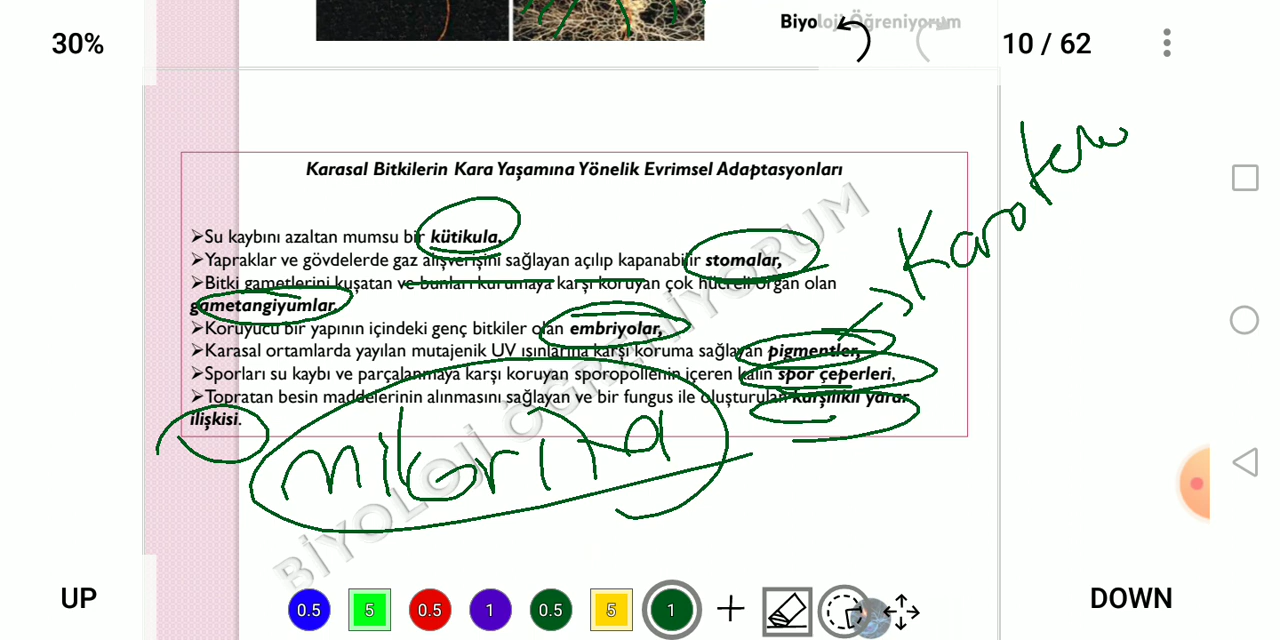 30%
Biyoloji Öğreniyorum
10 / 62
Karoten
Karasal Bitkilerin Kara Yaşamına Yönelik Evrimsel Adaptasyonları
➢Su kaybını azaltan mumsu bir kütikula,
➢Yapraklar ve gövdelerde gaz alışverişini sağlayan açılıp kapanabilir stomalar,
➢Bitki gametlerini kuşatan ve bunları kurumaya karşı koruyan çok hücreli organ olan
gametangiyumlar.
➢Koruyucu bir yapının içindeki genç bitkiler olan embriyolar,
➢Karasal ortamlarda yayılan mutajenik UV ışınlarına karşı koruma sağlayan pigmentler,
➢Sporları su kaybı ve parçalanmaya karşı koruyan sporopollenin içeren kalın spor çeperleri,
➢Topratan besin maddelerinin alınmasını sağlayan ve bir fungus ile oluşturulan karşılıklı yarar
ilişkisi.
mikoriza
BİYOLOJİ ÖĞRENİYORUM
UP
0.5 5 0.5 1 0.5 5 1
DOWN